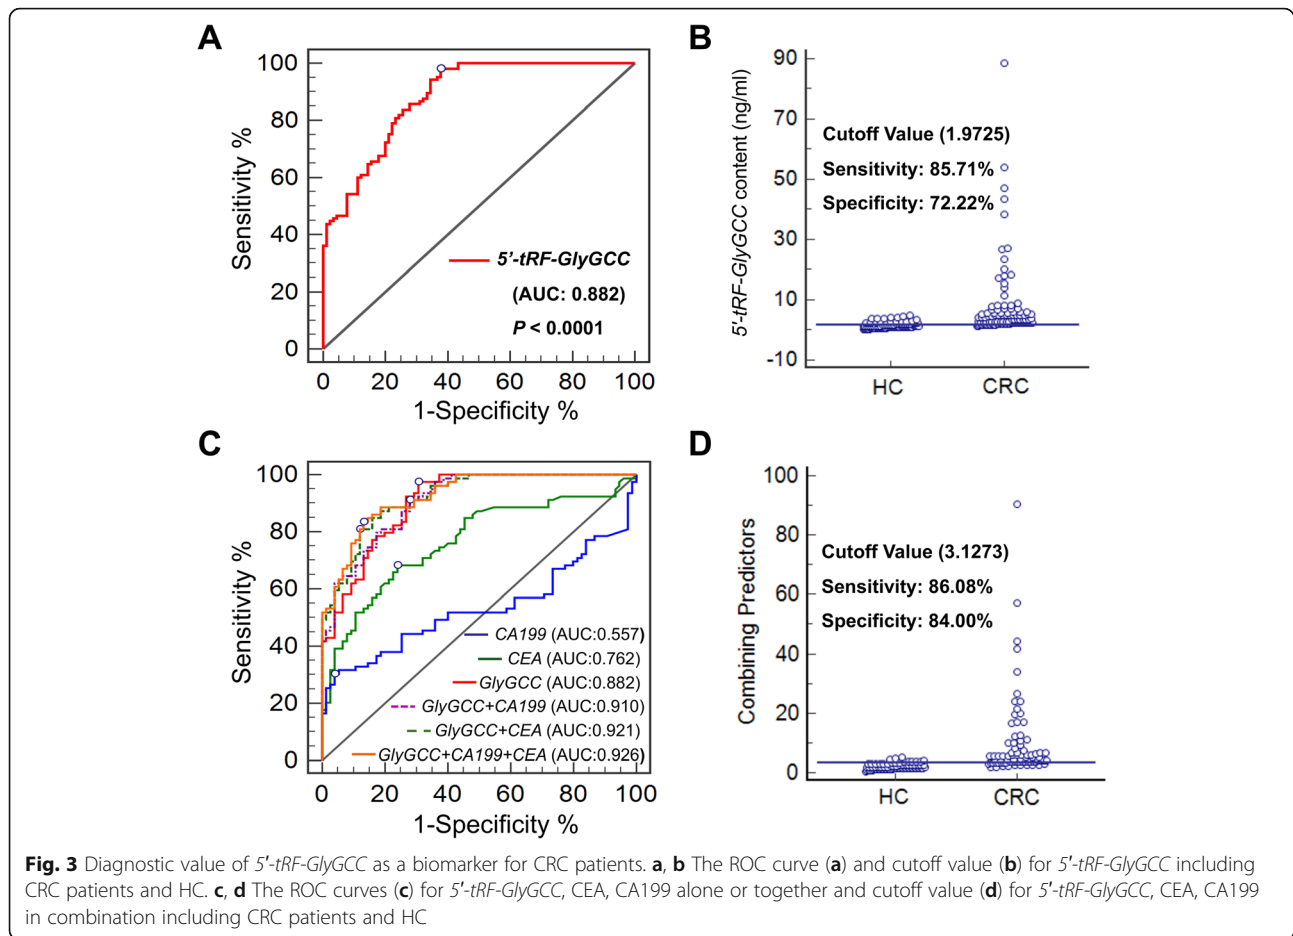 A
100
80
60
40
20
0
0 20 40 60 80 100
Sensitivity %
1-Specificity %
5’-tRF-GlyGCC
(AUC: 0.882)
P < 0.0001
B
90
70
50
30
10
-10
5'-tRF-GlyGCC content (ng/ml)
Cutoff Value (1.9725)
Sensitivity: 85.71%
Specificity: 72.22%
HC CRC
C
100
80
60
40
20
0
0 20 40 60 80 100
Sensitivity %
1-Specificity %
CA199 (AUC:0.557)
CEA (AUC:0.762)
GlyGCC (AUC:0.882)
GlyGCC+CA199 (AUC:0.910)
GlyGCC+CEA (AUC:0.921)
GlyGCC+CA199+CEA (AUC:0.926)
D
100
80
60
40
20
0
Combining Predictors
Cutoff Value (3.1273)
Sensitivity: 86.08%
Specificity: 84.00%
HC CRC
Fig. 3 Diagnostic value of 5′-tRF-GlyGCC as a biomarker for CRC patients. a, b The ROC curve (a) and cutoff value (b) for 5′-tRF-GlyGCC including
CRC patients and HC. c, d The ROC curves (c) for 5′-tRF-GlyGCC, CEA, CA199 alone or together and cutoff value (d) for 5′-tRF-GlyGCC, CEA, CA199
in combination including CRC patients and HC